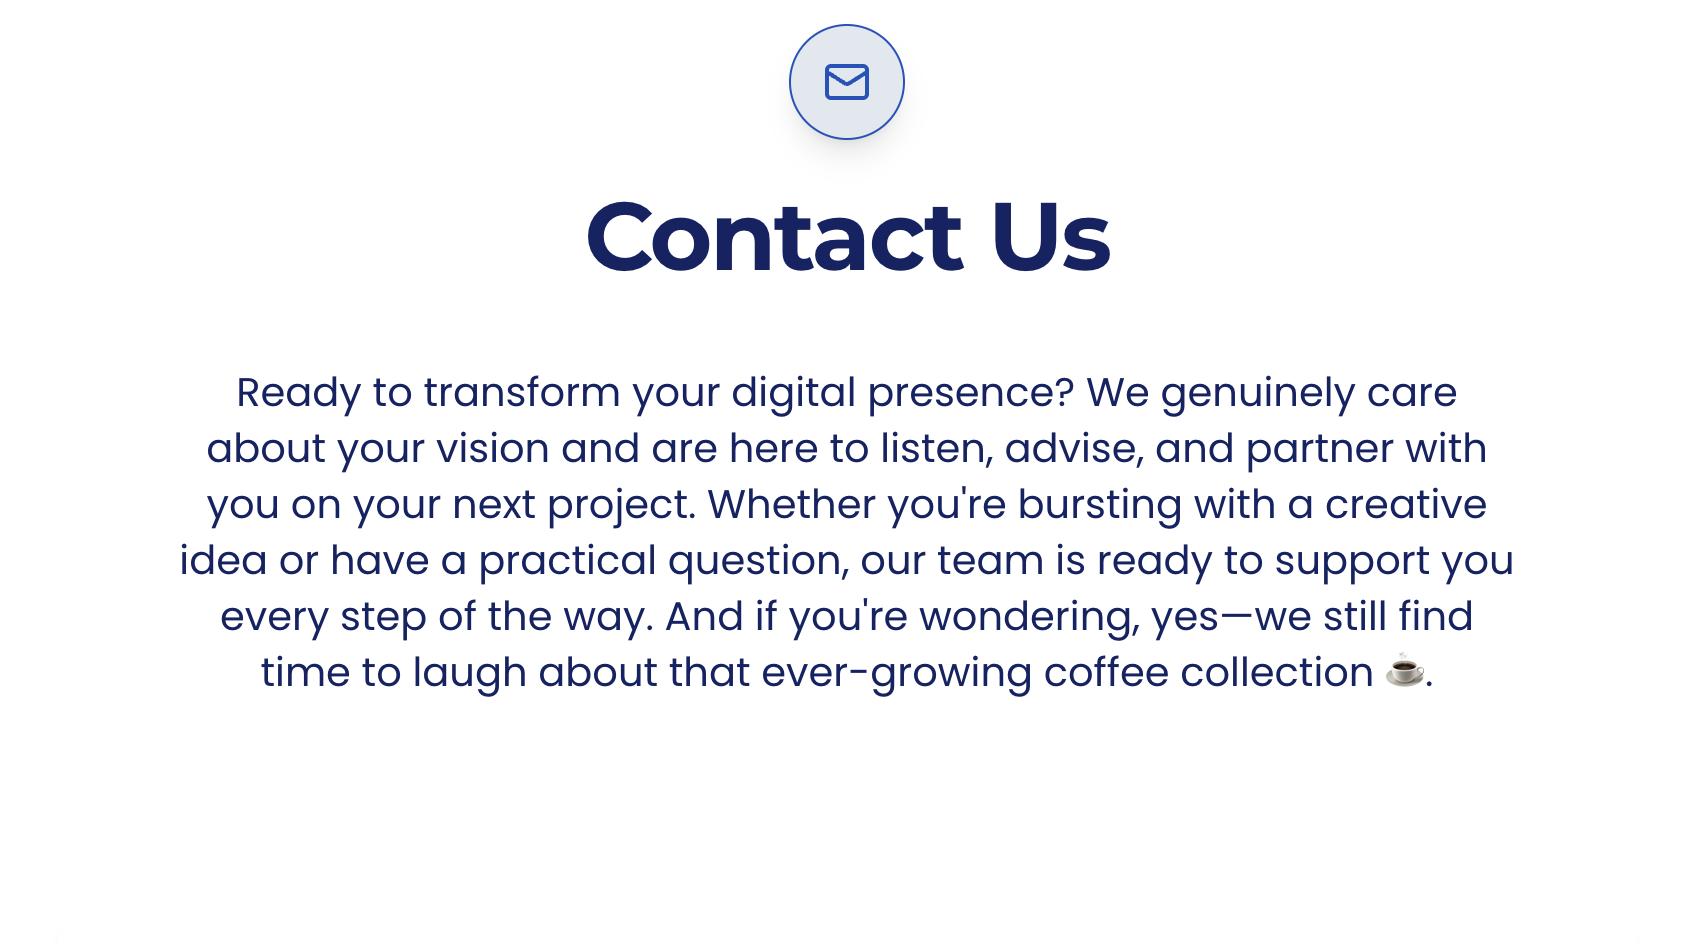 Contact Us
Ready to transform your digital presence? We genuinely care
about your vision and are here to listen, advise, and partner with
you on your next project. Whether you're bursting with a creative
idea or have a practical question, our team is ready to support you
every step of the way. And if you're wondering, yes—we still find
time to laugh about that ever-growing coffee collection ☕.